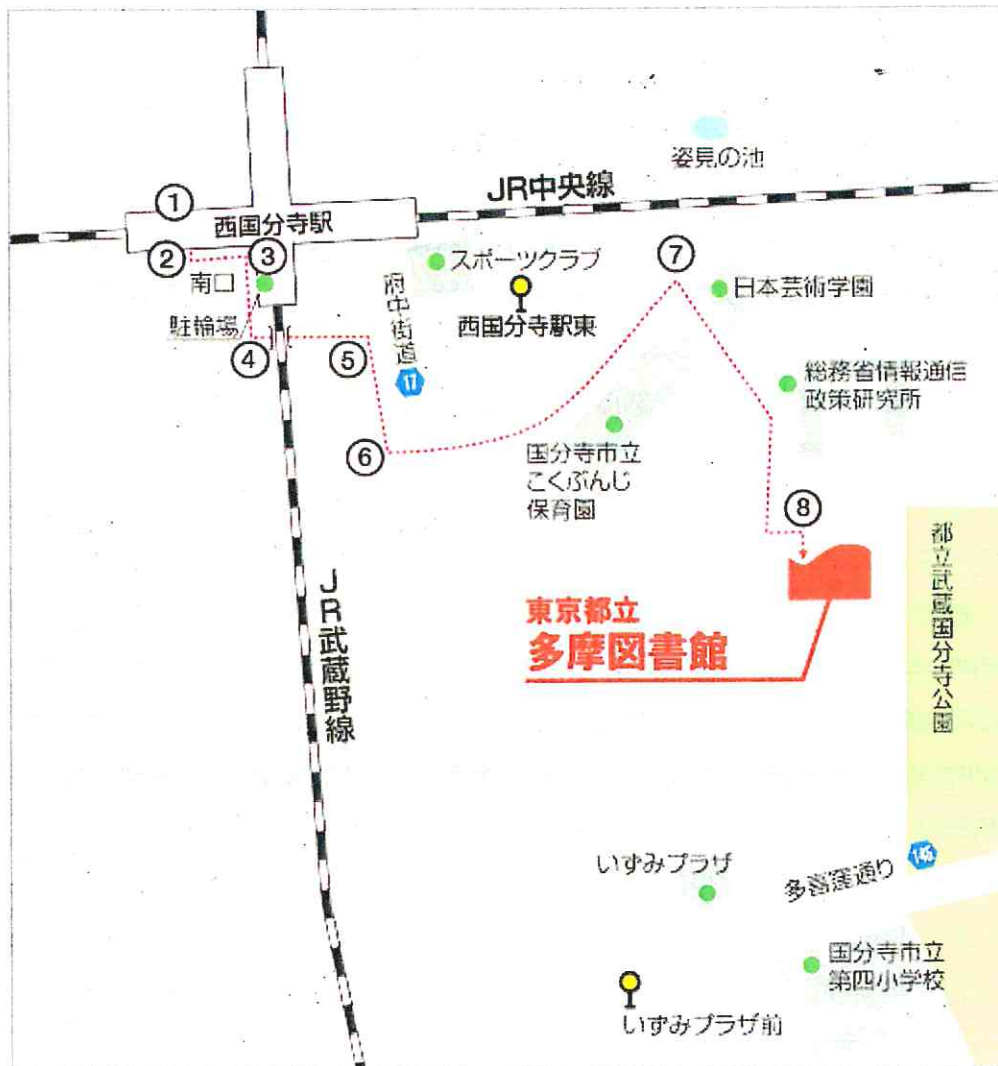 姿見の池
JR中央線
①
西国分寺駅
②
南口
③
駐輪場
④
⑤
府中街道
17
スポーツクラブ
西国分寺駅東
⑦
日本芸術学園
総務省情報通信
政策研究所
⑥
国分寺市立
こくぶんじ
保育園
⑧
東京都立
多摩図書館
都立武蔵国分寺公園
JR武蔵野線
いずみプラザ
多喜窪通り
145
国分寺市立
第四小学校
いずみプラザ前